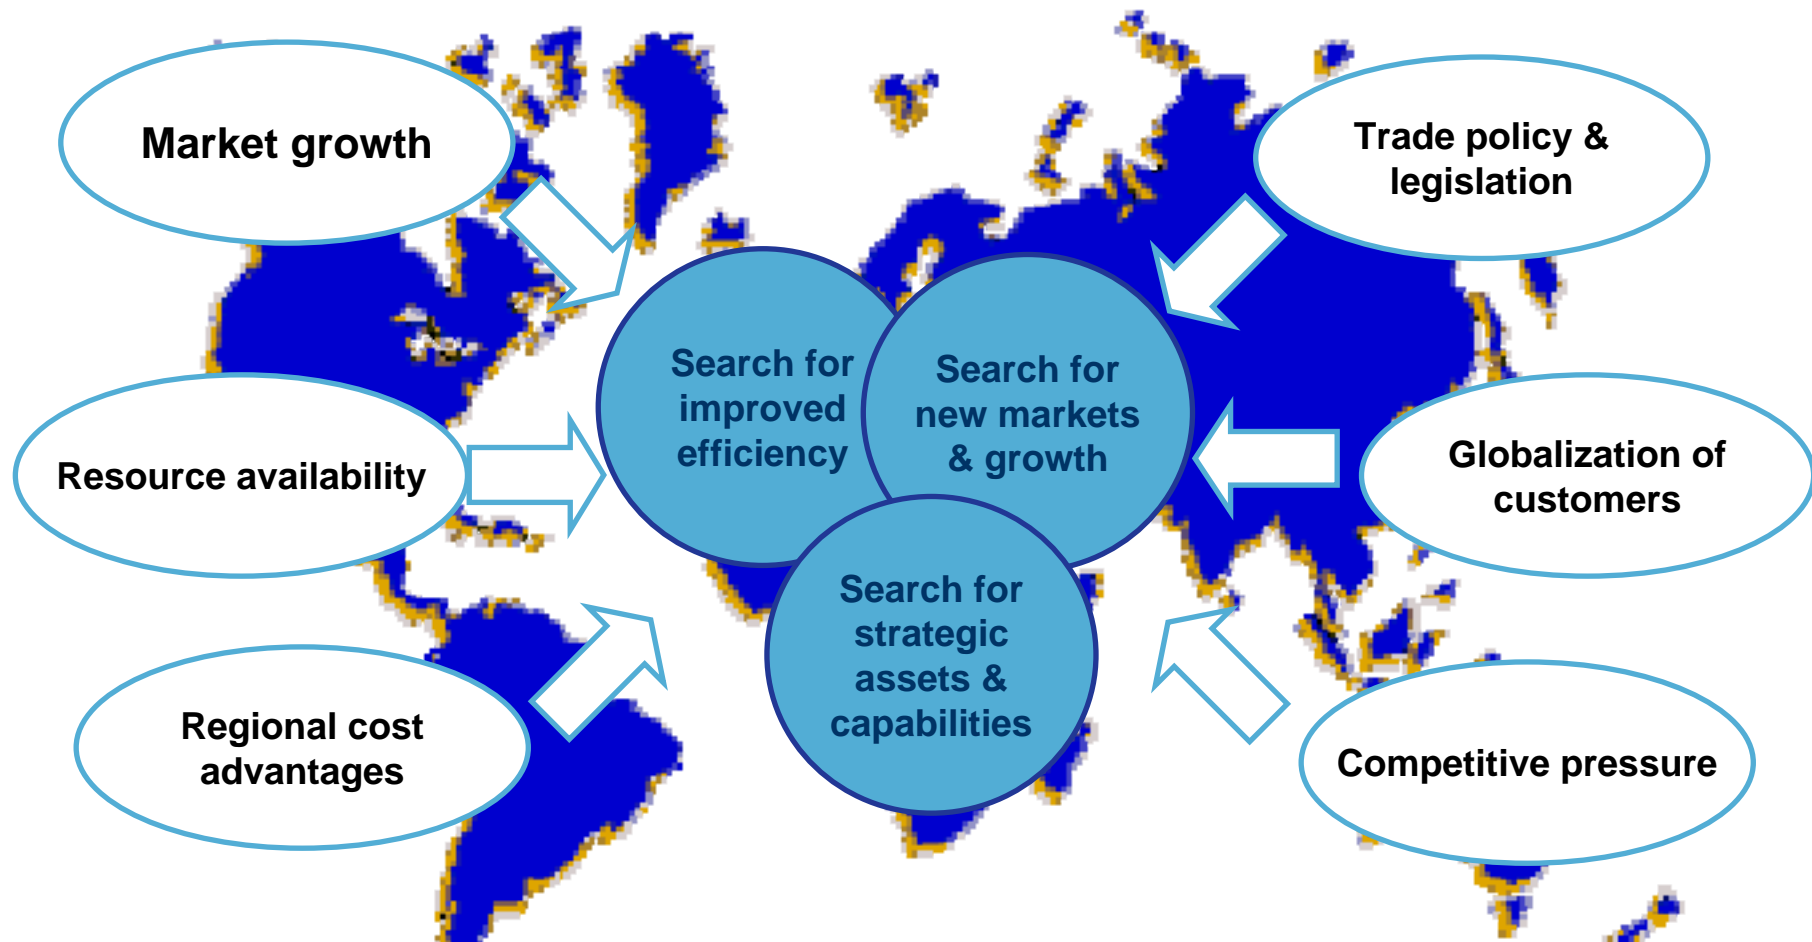 Market growth
Trade policy &
legislation
Search for
improved
efficiency
Search for
new markets
& growth
Resource availability
Globalization of
customers
Search for
strategic
assets &
capabilities
Regional cost
advantages
Competitive pressure